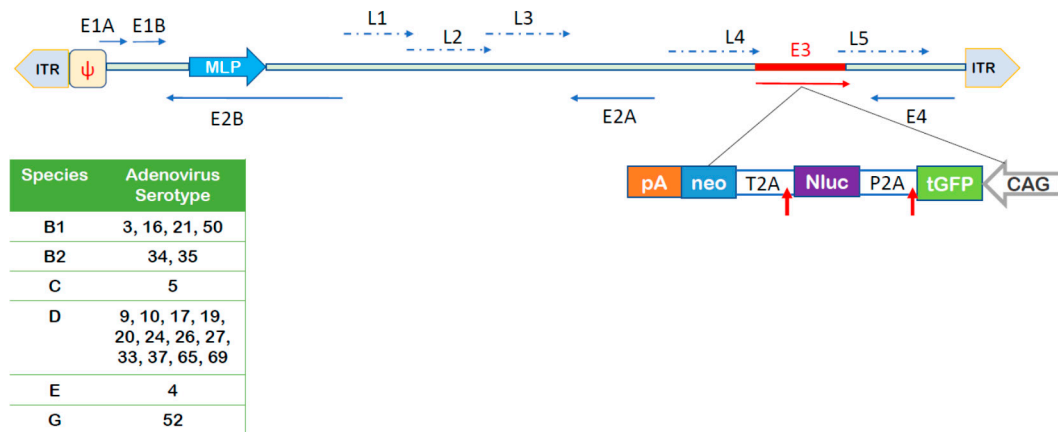 E1A E1B L1 L2 L3 L4 E3 L5
ITR ψ MLP ITR
E2B E2A E4
pA neo T2A Nluc P2A tGFP CAG
Species Adenovirus Serotype
B1 3, 16, 21, 50
B2 34, 35
C 5
D 9, 10, 17, 19,
20, 24, 26, 27,
33, 37, 65, 69
E 4
G 52